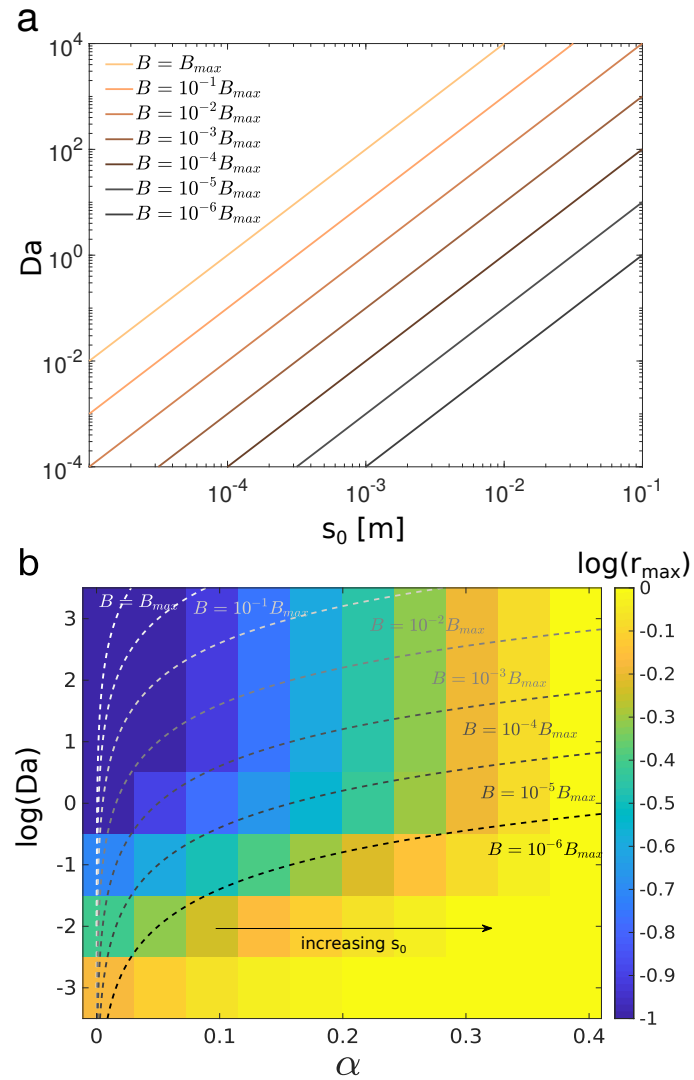 a
10^4
10^2
10^0
10^-2
10^-4
Da
B = B_max
B = 10^-1 B_max
B = 10^-2 B_max
B = 10^-3 B_max
B = 10^-4 B_max
B = 10^-5 B_max
B = 10^-6 B_max
10^-4
10^-3
10^-2
10^-1
s_0 [m]
b
log(r_max)
3
2
1
0
-1
-2
-3
log(Da)
B = B_max
B = 10^-1 B_max
B = 10^-2 B_max
B = 10^-3 B_max
B = 10^-4 B_max
B = 10^-5 B_max
B = 10^-6 B_max
increasing s_0
0
0.1
0.2
0.3
0.4
α
0
-0.1
-0.2
-0.3
-0.4
-0.5
-0.6
-0.7
-0.8
-0.9
-1